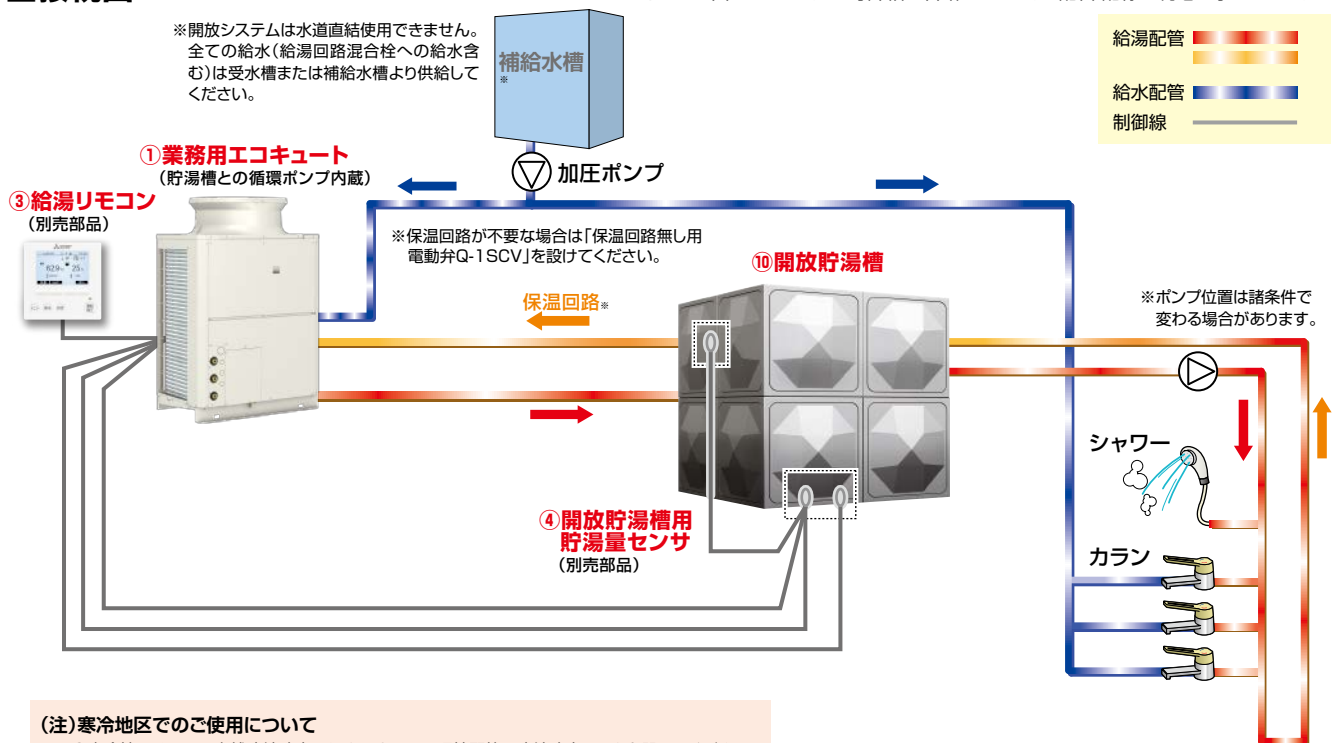 ※開放システムは水道直結使用できません。
全ての給水(給湯回路混合栓への給水含
む)は受水槽または補給水槽より供給して
ください。
補給水槽
※
給湯配管
給水配管
制御線
①業務用エコキュート
(貯湯槽との循環ポンプ内蔵)
加圧ポンプ
③給湯リモコン
(別売部品)
※保温回路が不要な場合は「保温回路無し用
電動弁Q-1SCV」を設けてください。
⑩開放貯湯槽
保温回路※
※ポンプ位置は諸条件で
変わる場合があります。
シャワー
④開放貯湯槽用
貯湯量センサ
(別売部品)
カラン
(注)寒冷地区でのご使用について